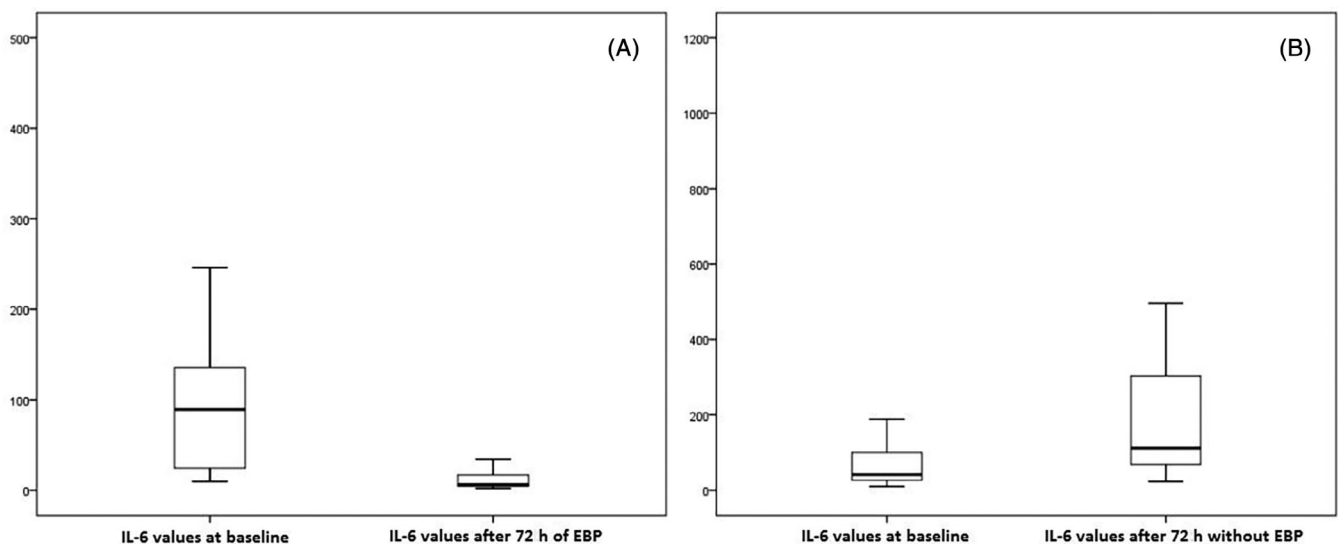 (A)
500
400
300
200
100
0
IL-6 values at baseline
IL-6 values after 72 h of EBP
(B)
1200
1000
800
600
400
200
0
IL-6 values at baseline
IL-6 values after 72 h without EBP